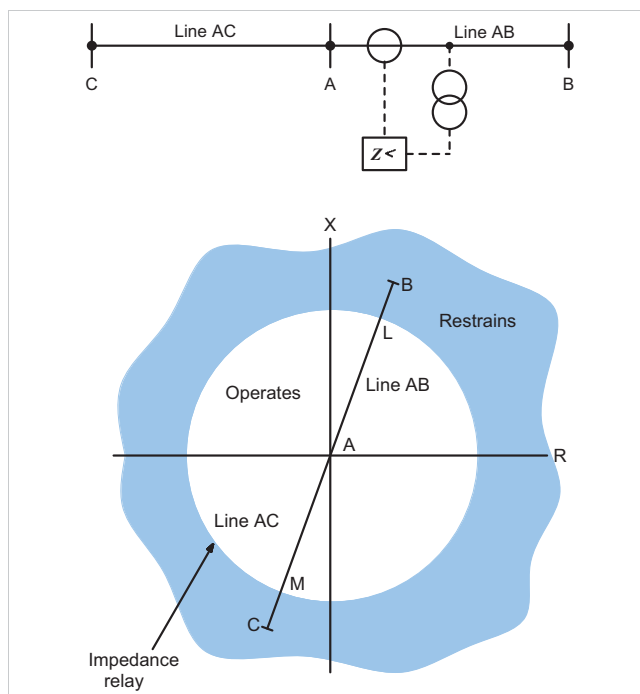 Line AC
Line AB
C
A
B
Z<
X
B
Restrains
L
Operates
Line AB
A
R
Line AC
M
C
Impedance
relay